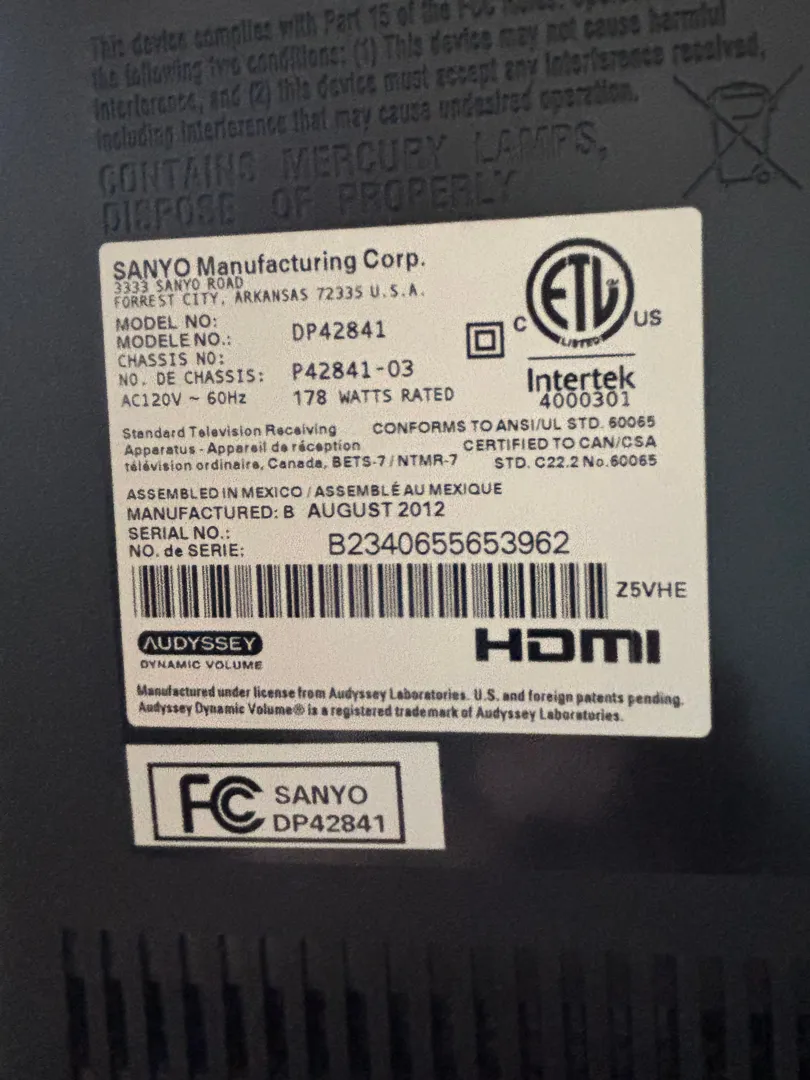 This device complies with Part 15 of the FCC Rules. Operation
the following two conditions: (1) This device may not cause harmful
interference, and (2) this device must accept any interference received,
including interference that may cause undesired operation.
CONTAINS MERCURY LAMPS,
DISPOSE OF PROPERLY
SANYO Manufacturing Corp.
3333 SANYO ROAD
FORREST CITY, ARKANSAS 72335 U.S.A.
MODEL NO:
MODELE NO.: DP42841
CHASSIS NO:
NO. DE CHASSIS: P42841-03
AC120V ~ 60Hz 178 WATTS RATED
C ETL US
LISTED
Intertek
4000301
Standard Television Receiving CONFORMS TO ANSI/UL STD. 60065
Apparatus - Appareil de réception CERTIFIED TO CAN/CSA
télévision ordinaire, Canada, BETS-7 / NTMR-7 STD. C22.2 No.60065
ASSEMBLED IN MEXICO / ASSEMBLÉ AU MEXIQUE
MANUFACTURED: B AUGUST 2012
SERIAL NO.:
NO. de SERIE: B2340655653962
Z5VHE
AUDYSSEY HDMI
DYNAMIC VOLUME
Manufactured under license from Audyssey Laboratories. U.S. and foreign patents pending.
Audyssey Dynamic Volume® is a registered trademark of Audyssey Laboratories.
FC SANYO
DP42841